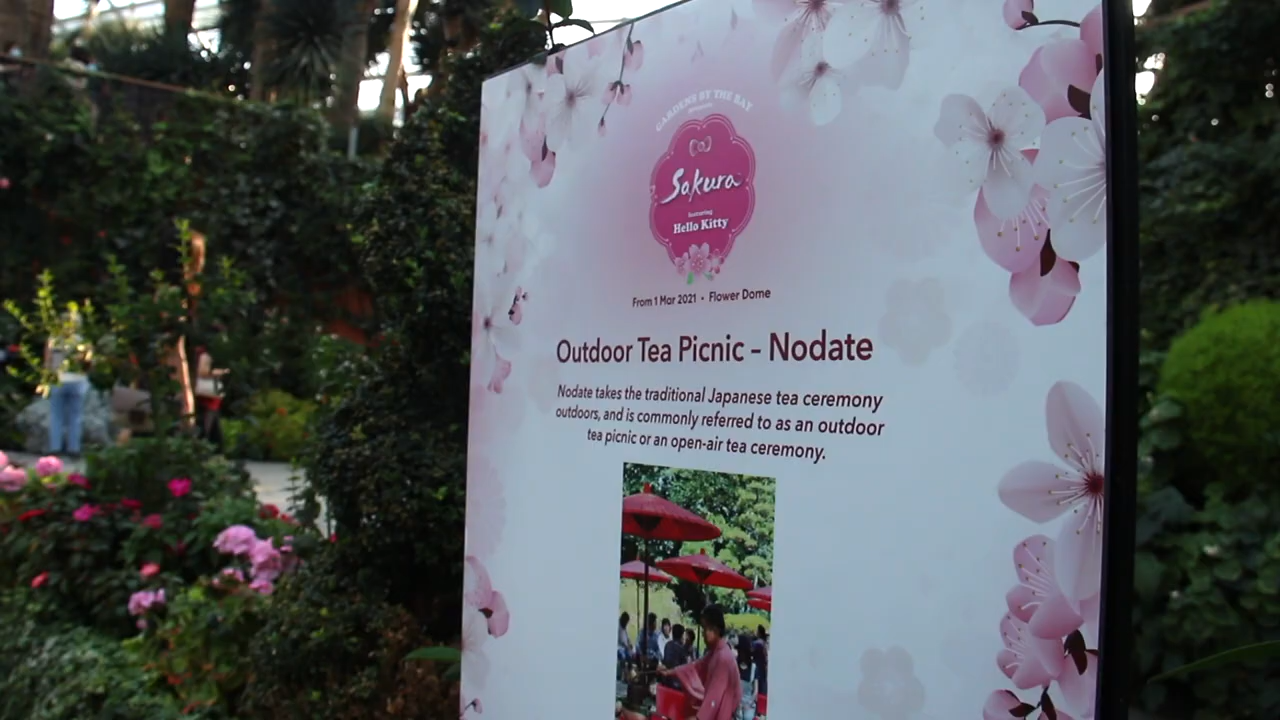 GARDENS BY THE BAY
Sakura
featuring
Hello Kitty
From 1 Mar 2021 • Flower Dome
Outdoor Tea Picnic – Nodate
Nodate takes the traditional Japanese tea ceremony
outdoors, and is commonly referred to as an outdoor
tea picnic or an open-air tea ceremony.